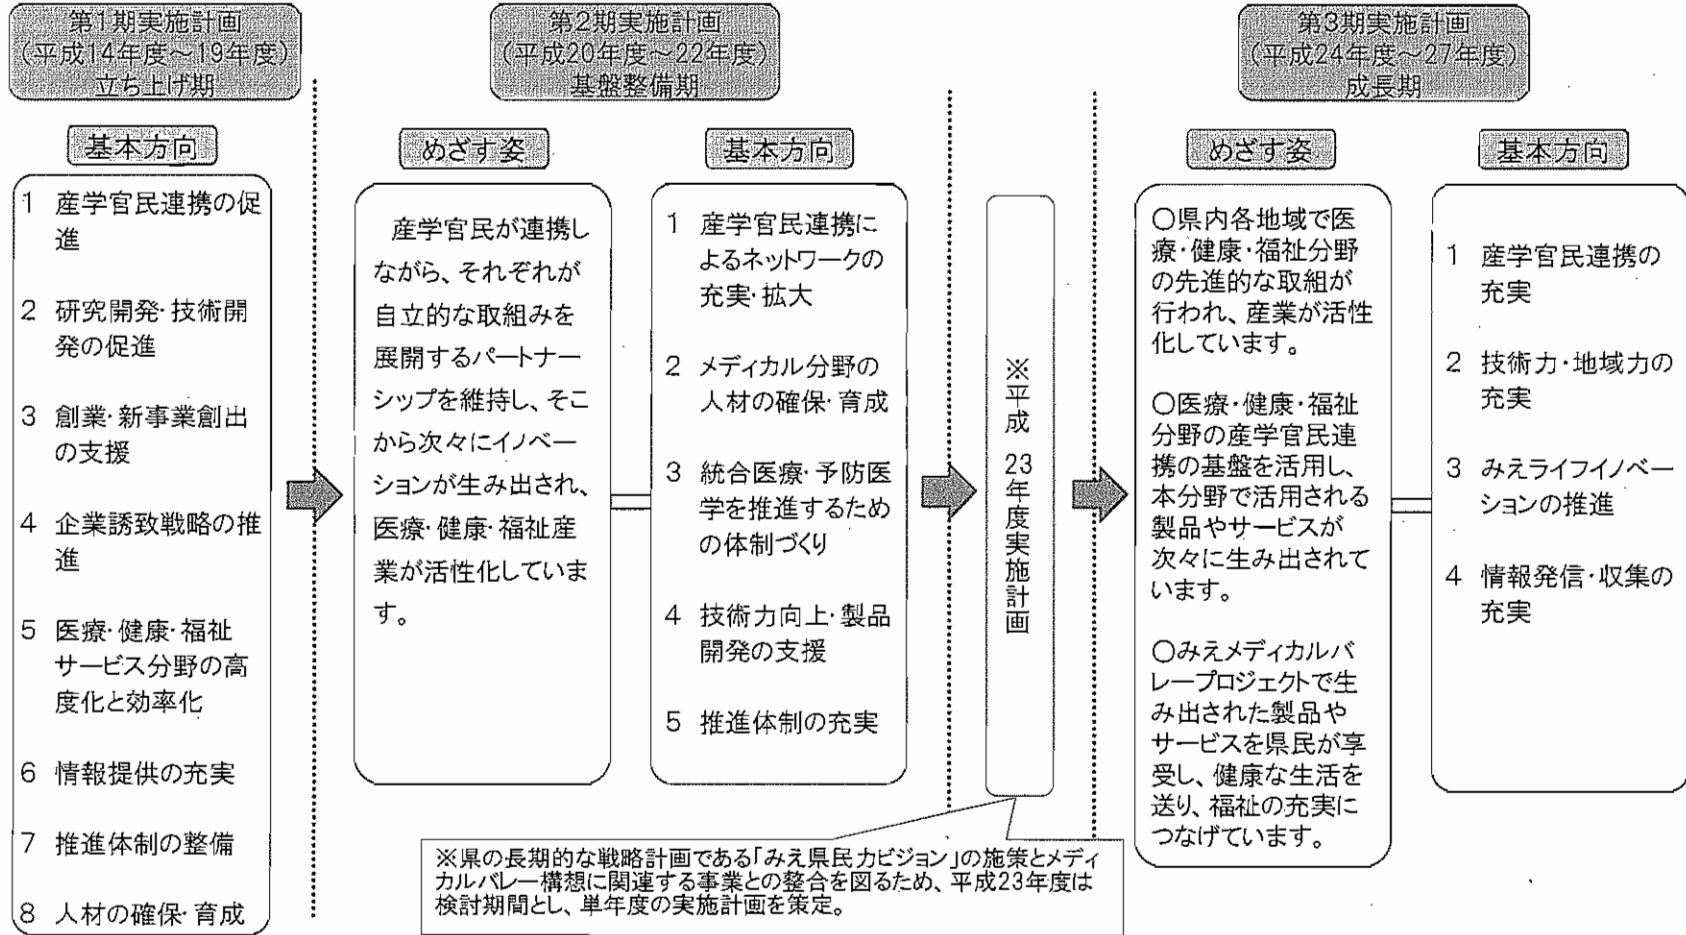 第1期実施計画
(平成14年度～19年度)
立ち上げ期
基本方向
1 産学官民連携の促
進
2 研究開発・技術開
発の促進
3 創業・新事業創出
の支援
4 企業誘致戦略の推
進
5 医療・健康・福祉
サービス分野の高
度化と効率化
6 情報提供の充実
7 推進体制の整備
8 人材の確保・育成
第2期実施計画
(平成20年度～22年度)
基盤整備期
めざす姿
産学官民が連携し
ながら、それぞれが
自立的な取組みを
展開するパートナー
シップを維持し、そこ
から次々にイノベー
ションが生み出され、
医療・健康・福祉産
業が活性化していま
す。
基本方向
1 産学官民連携に
よるネットワークの
充実・拡大
2 メディカル分野の
人材の確保・育成
3 統合医療・予防医
学を推進するため
の体制づくり
4 技術力向上・製品
開発の支援
5 推進体制の充実
※平成23年度実施計画
※県の長期的な戦略計画である「みえ県民力ビジョン」の施策とメディ
カルバレー構想に関連する事業との整合を図るため、平成23年度は
検討期間とし、単年度の実施計画を策定。
第3期実施計画
(平成24年度～27年度)
成長期
めざす姿
○県内各地域で医
療・健康・福祉分野
の先進的な取組が
行われ、産業が活性
化しています。
○医療・健康・福祉
分野の産学官民連
携の基盤を活用し、
本分野で活用される
製品やサービスが
次々に生み出されて
います。
○みえメディカルバ
レープロジェクトで生
み出された製品や
サービスを県民が享
受し、健康な生活を
送り、福祉の充実に
つなげています。
基本方向
1 産学官民連携の
充実
2 技術力・地域力の
充実
3 みえライフイノベー
ションの推進
4 情報発信・収集の
充実